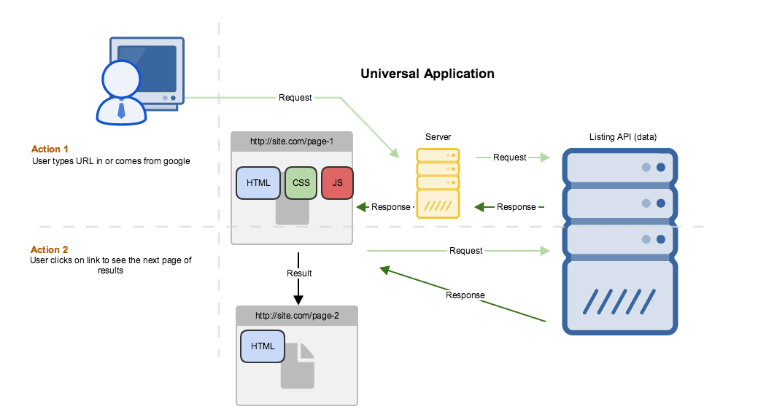 Universal Application
Request
Server
Listing API (data)
http://site.com/page-1
Action 1
User types URL in or comes from google
Request
HTML
CSS
JS
Response
Response
Action 2
User clicks on link to see the next page of
results
Request
Result
Response
http://site.com/page-2
HTML